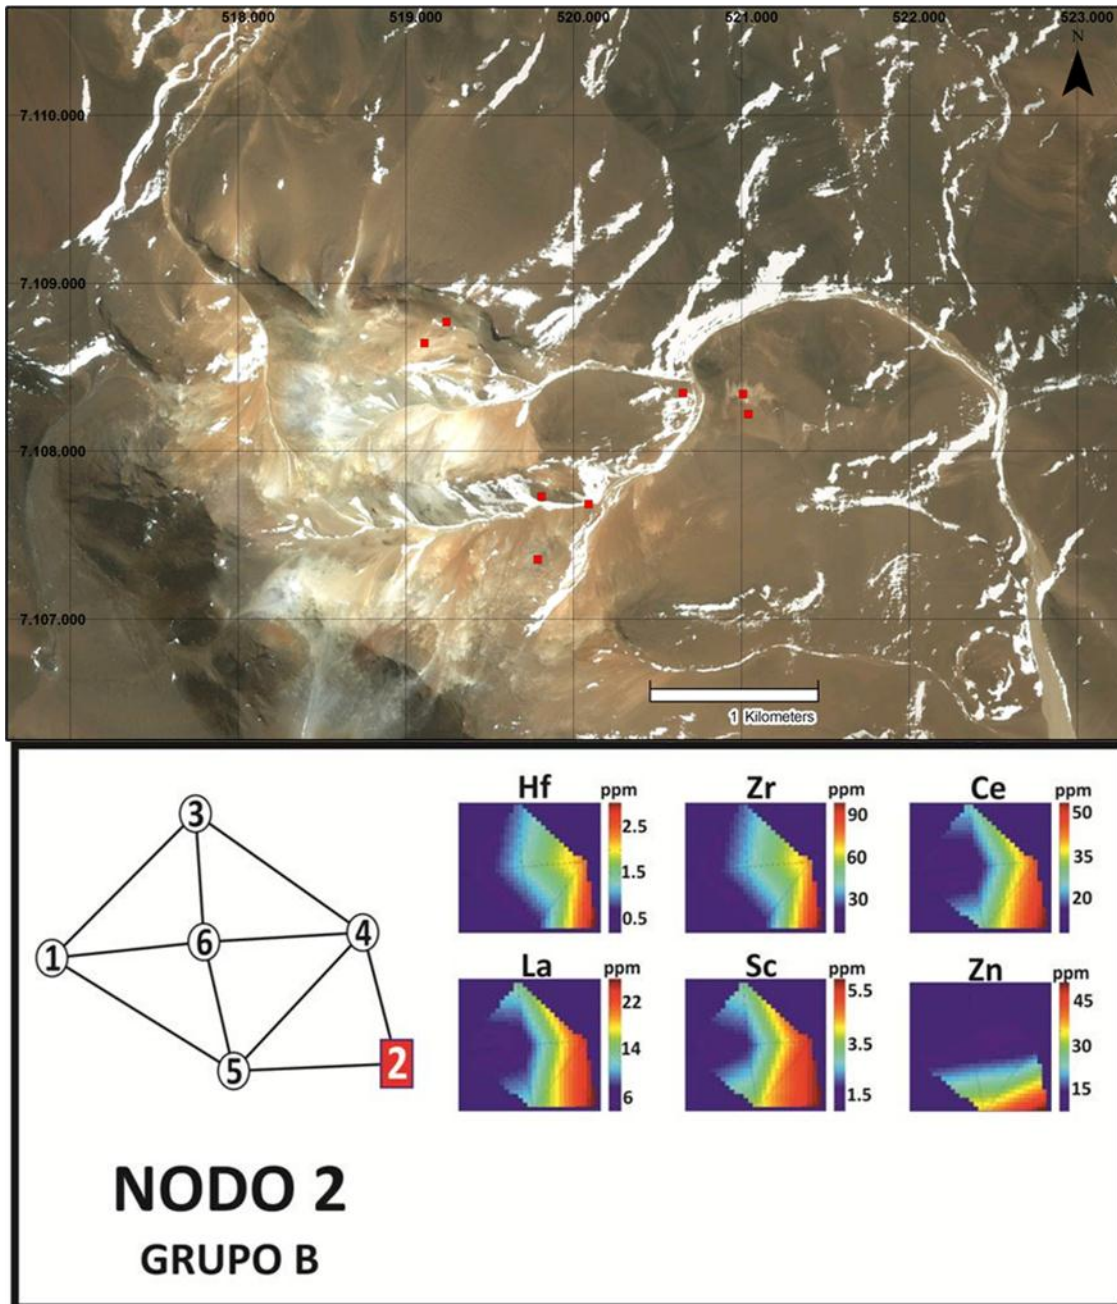 518.000 519.000 520.000 521.000 522.000 523.000
N
7.110.000
7.109.000
7.108.000
7.107.000
1 Kilometers
Hf Zr Ce
ppm ppm ppm
2.5 90 50
1.5 60 35
0.5 30 20
La Sc Zn
ppm ppm ppm
22 5.5 45
14 3.5 30
6 1.5 15
3
1 6 4
5 2
NODO 2
GRUPO B